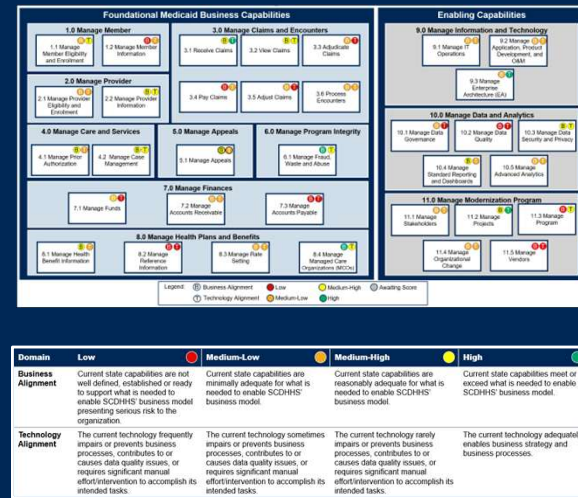 Foundational Medicaid Business Capabilities
Enabling Capabilities
1.0 Manage Member
1.1 Manage
Member Eligibility
and Enrollment
1.2 Manage Member
Information
3.0 Manage Claims and Encounters
3.1 Receive Claims
3.2 View Claims
3.3 Adjudicate
Claims
3.4 Pay Claims
3.5 Adjust Claims
3.6 Process
Encounters
2.0 Manage Provider
2.1 Manage Provider
Eligibility and
Enrollment
2.2 Manage Provider
Information
4.0 Manage Care and Services
4.1 Manage Prior
Authorization
4.2 Manage Case
Management
5.0 Manage Appeals
5.1 Manage Appeals
6.0 Manage Program Integrity
6.1 Manage Fraud,
Waste and Abuse
7.0 Manage Finances
7.1 Manage Funds
7.2 Manage
Accounts Receivable
7.3 Manage
Accounts Payable
8.0 Manage Health Plans and Benefits
8.1 Manage Health
Benefit Information
8.2 Manage
Reference
Information
8.3 Manage Rate
Setting
8.4 Manage
Managed Care
Organizations (MCOs)
9.0 Manage Information and Technology
9.1 Manage IT
Operations
9.2 Manage
Application, Product
Development, and
O&M
9.3 Manage
Enterprise
Architecture (EA)
10.0 Manage Data and Analytics
10.1 Manage Data
Governance
10.2 Manage Data
Quality
10.3 Manage Data
Security and Privacy
10.4 Manage
Standard Reporting
and Dashboards
10.5 Manage
Advanced Analytics
11.0 Manage Modernization Program
11.1 Manage
Stakeholders
11.2 Manage
Projects
11.3 Manage
Program
11.4 Manage
Organizational
Change
11.5 Manage
Vendors
Legend: B Business Alignment Low Medium-High Awaiting Score
T Technology Alignment Medium-Low High
Domain Low Medium-Low Medium-High High
Business
Alignment
Current state capabilities are not
well defined, established or ready
to support what is needed to
enable SCDHHS' business model
presenting serious risk to the
organization.
Current state capabilities are
minimally adequate for what is
needed to enable SCDHHS'
business model.
Current state capabilities are
reasonably adequate for what is
needed to enable SCDHHS'
business model.
Current state capabilities meet or
exceed what is needed to enable
SCDHHS' business model.
Technology
Alignment
The current technology frequently
impairs or prevents business
processes, contributes to or
causes data quality issues, or
requires significant manual
effort/intervention to accomplish its
intended tasks.
The current technology sometimes
impairs or prevents business
processes, contributes to or
causes data quality issues, or
requires significant manual
effort/intervention to accomplish its
intended tasks.
The current technology rarely
impairs or prevents business
processes, contributes to or
causes data quality issues, or
requires significant manual
effort/intervention to accomplish its
intended tasks.
The current technology adequately
enables business strategy and
business processes.